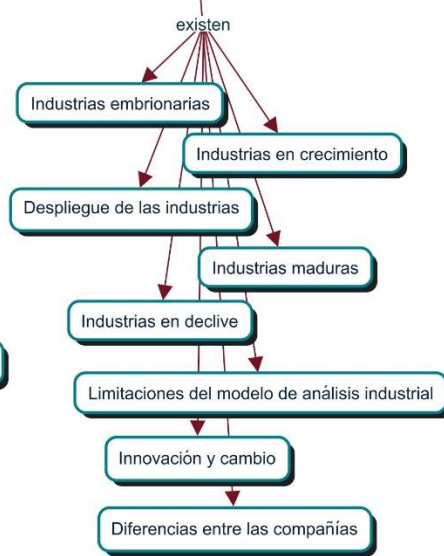 existen
Industrias embrionarias
Industrias en crecimiento
Despliegue de las industrias
Industrias maduras
Industrias en declive
Limitaciones del modelo de análisis industrial
Innovación y cambio
Diferencias entre las compañías